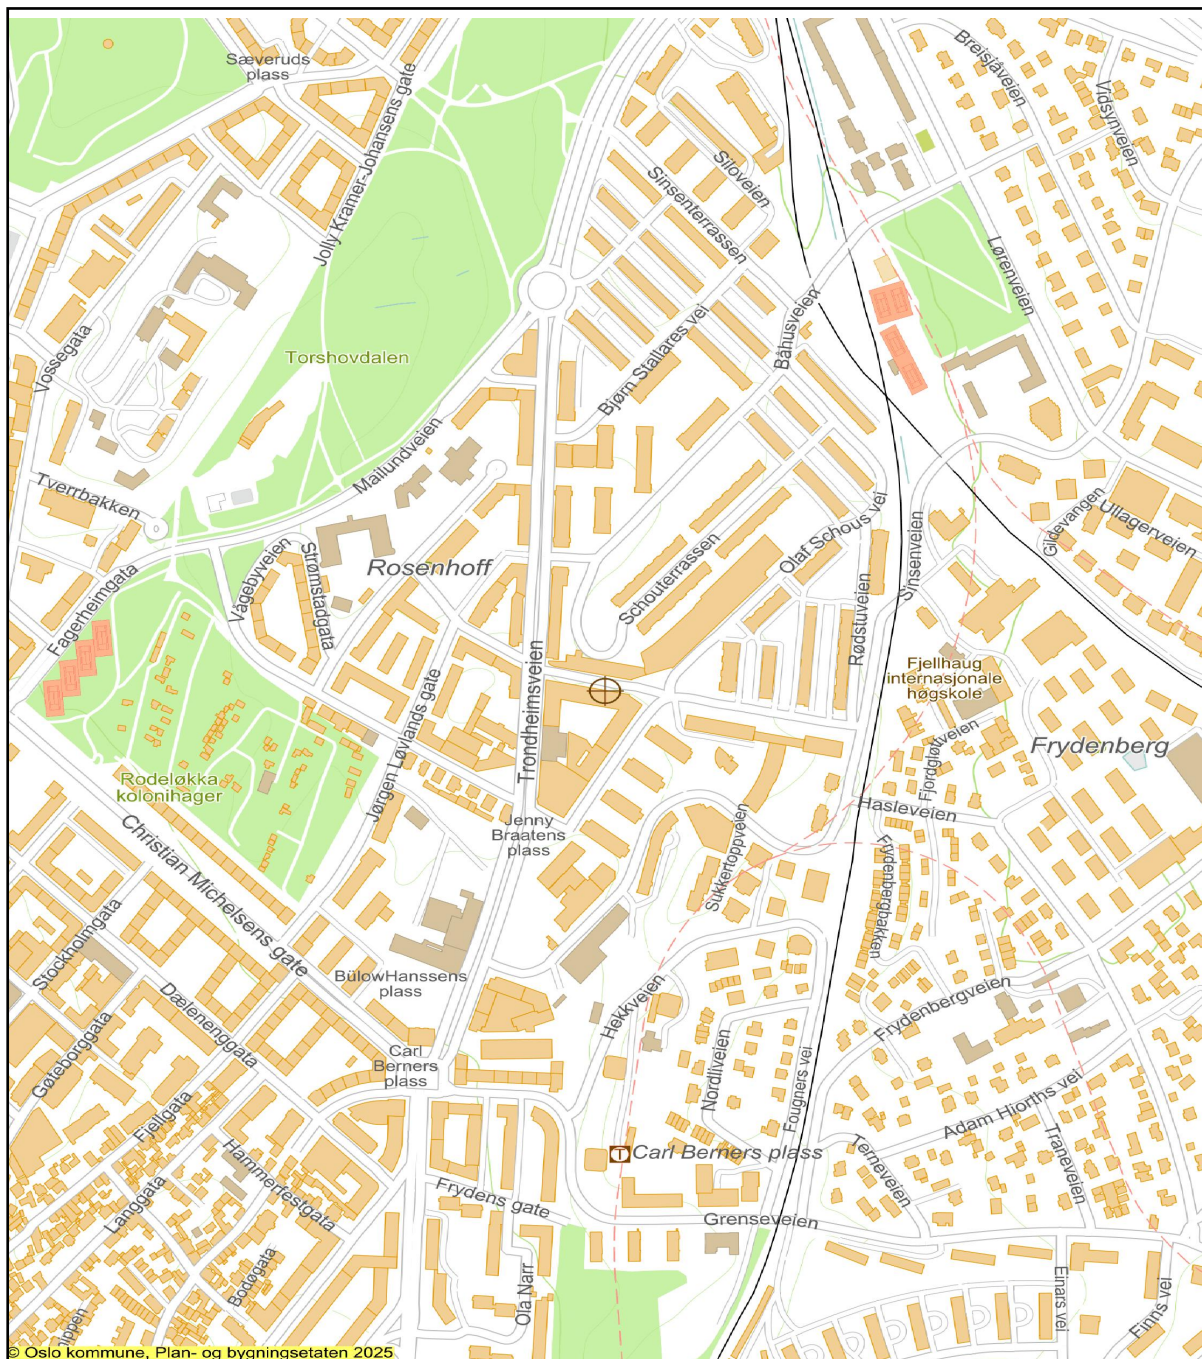 Sæveruds
plass
Jolly Kramer-Johansens gate
Breisjåveien
Vidsynveien
Siloveien
Sinsenterrassen
Lørenveien
Båhusveien
Vossegata
Torshovdalen
Bjørn Stallares vei
Mailundveien
Tverrbakken
Ullagerveien
Gildevangen
Olaf Schous vei
Sinsenveien
Schouterrassen
Rosenhoff
Vågebyveien
Strømstadgata
Fagerheimgata
Rødstuveien
Fjellhaug
internasjonale
høgskole
Trondheimsveien
Jørgen Løvlands gate
Frydenberg
Fjordgløttveien
Rodeløkka
kolonihager
Hasleveien
Jenny
Braatens
plass
Christian Michelsens gate
Sukkertoppveien
Frydenbergbakken
Stockholmgata
BülowHanssens
plass
Dælenenggata
Hekkveien
Frydenbergveien
Gøteborggata
Carl
Berners
plass
Nordliveien
Fougners vei
Fjellgata
Adam Hjorths vei
Hammerfestgata
T Carl Berners plass
Terneveien
Traneveien
Langgata
Frydens gate
Grenseveien
Bodøgata
Ola Narr
Einars vei
Finns vei
© Oslo kommune, Plan- og bygningsetaten 2025